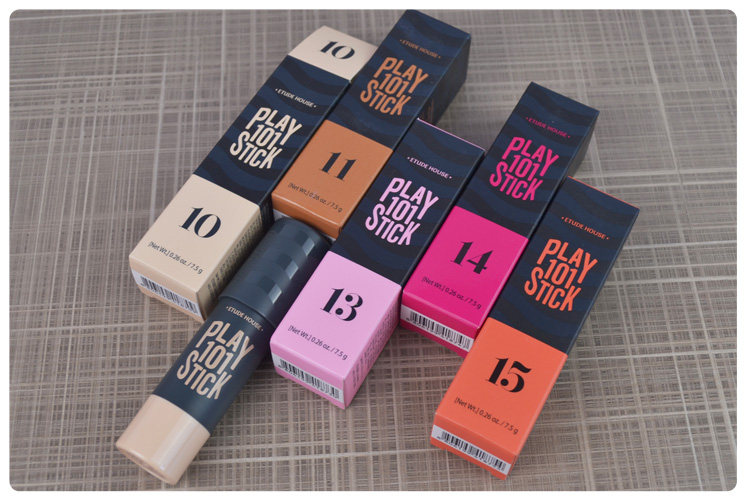 10
• ETUDE HOUSE •
PLAY
101
STICK
10
[Net Wt.] 0.26 oz. / 7.5 g
• ETUDE HOUSE •
PLAY
101
STICK
11
[Net Wt.] 0.26 oz. / 7.5 g
• ETUDE HOUSE •
PLAY
101
STICK
13
[Net Wt.] 0.26 oz. / 7.5 g
• ETUDE HOUSE •
PLAY
101
STICK
14
[Net Wt.] 0.26 oz. / 7.5 g
• ETUDE HOUSE •
PLAY
101
STICK
15
[Net Wt.] 0.26 oz. / 7.5 g
ETUDE HOUSE
PLAY
101
STICK